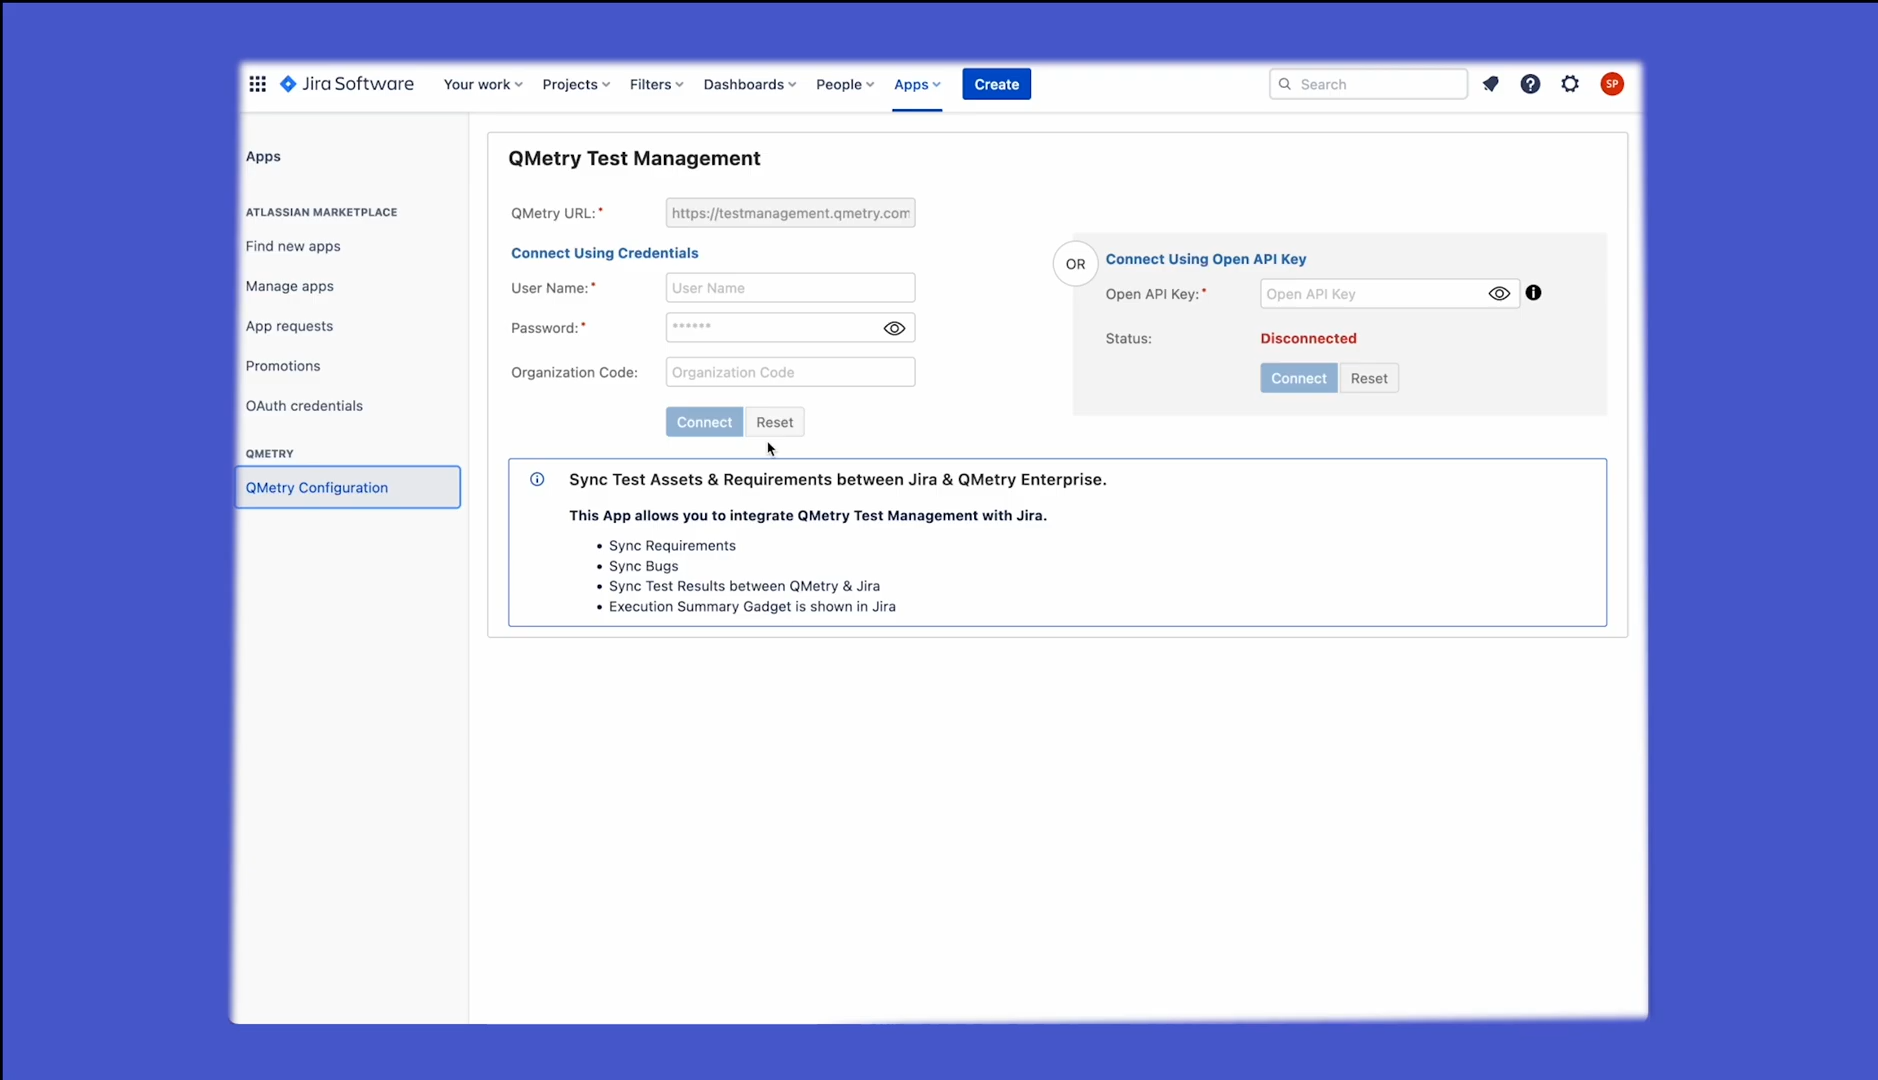 Jira Software Your work Projects Filters Dashboards People Apps Create Search SP
Apps
ATLASSIAN MARKETPLACE
Find new apps
Manage apps
App requests
Promotions
OAuth credentials
QMETRY
QMetry Configuration
QMetry Test Management
QMetry URL:* https://testmanagement.qmetry.com
Connect Using Credentials
User Name:* User Name
Password:* ******
Organization Code: Organization Code
Connect Reset
OR
Connect Using Open API Key
Open API Key:* Open API Key
Status: Disconnected
Connect Reset
Sync Test Assets & Requirements between Jira & QMetry Enterprise.
This App allows you to integrate QMetry Test Management with Jira.
• Sync Requirements
• Sync Bugs
• Sync Test Results between QMetry & Jira
• Execution Summary Gadget is shown in Jira